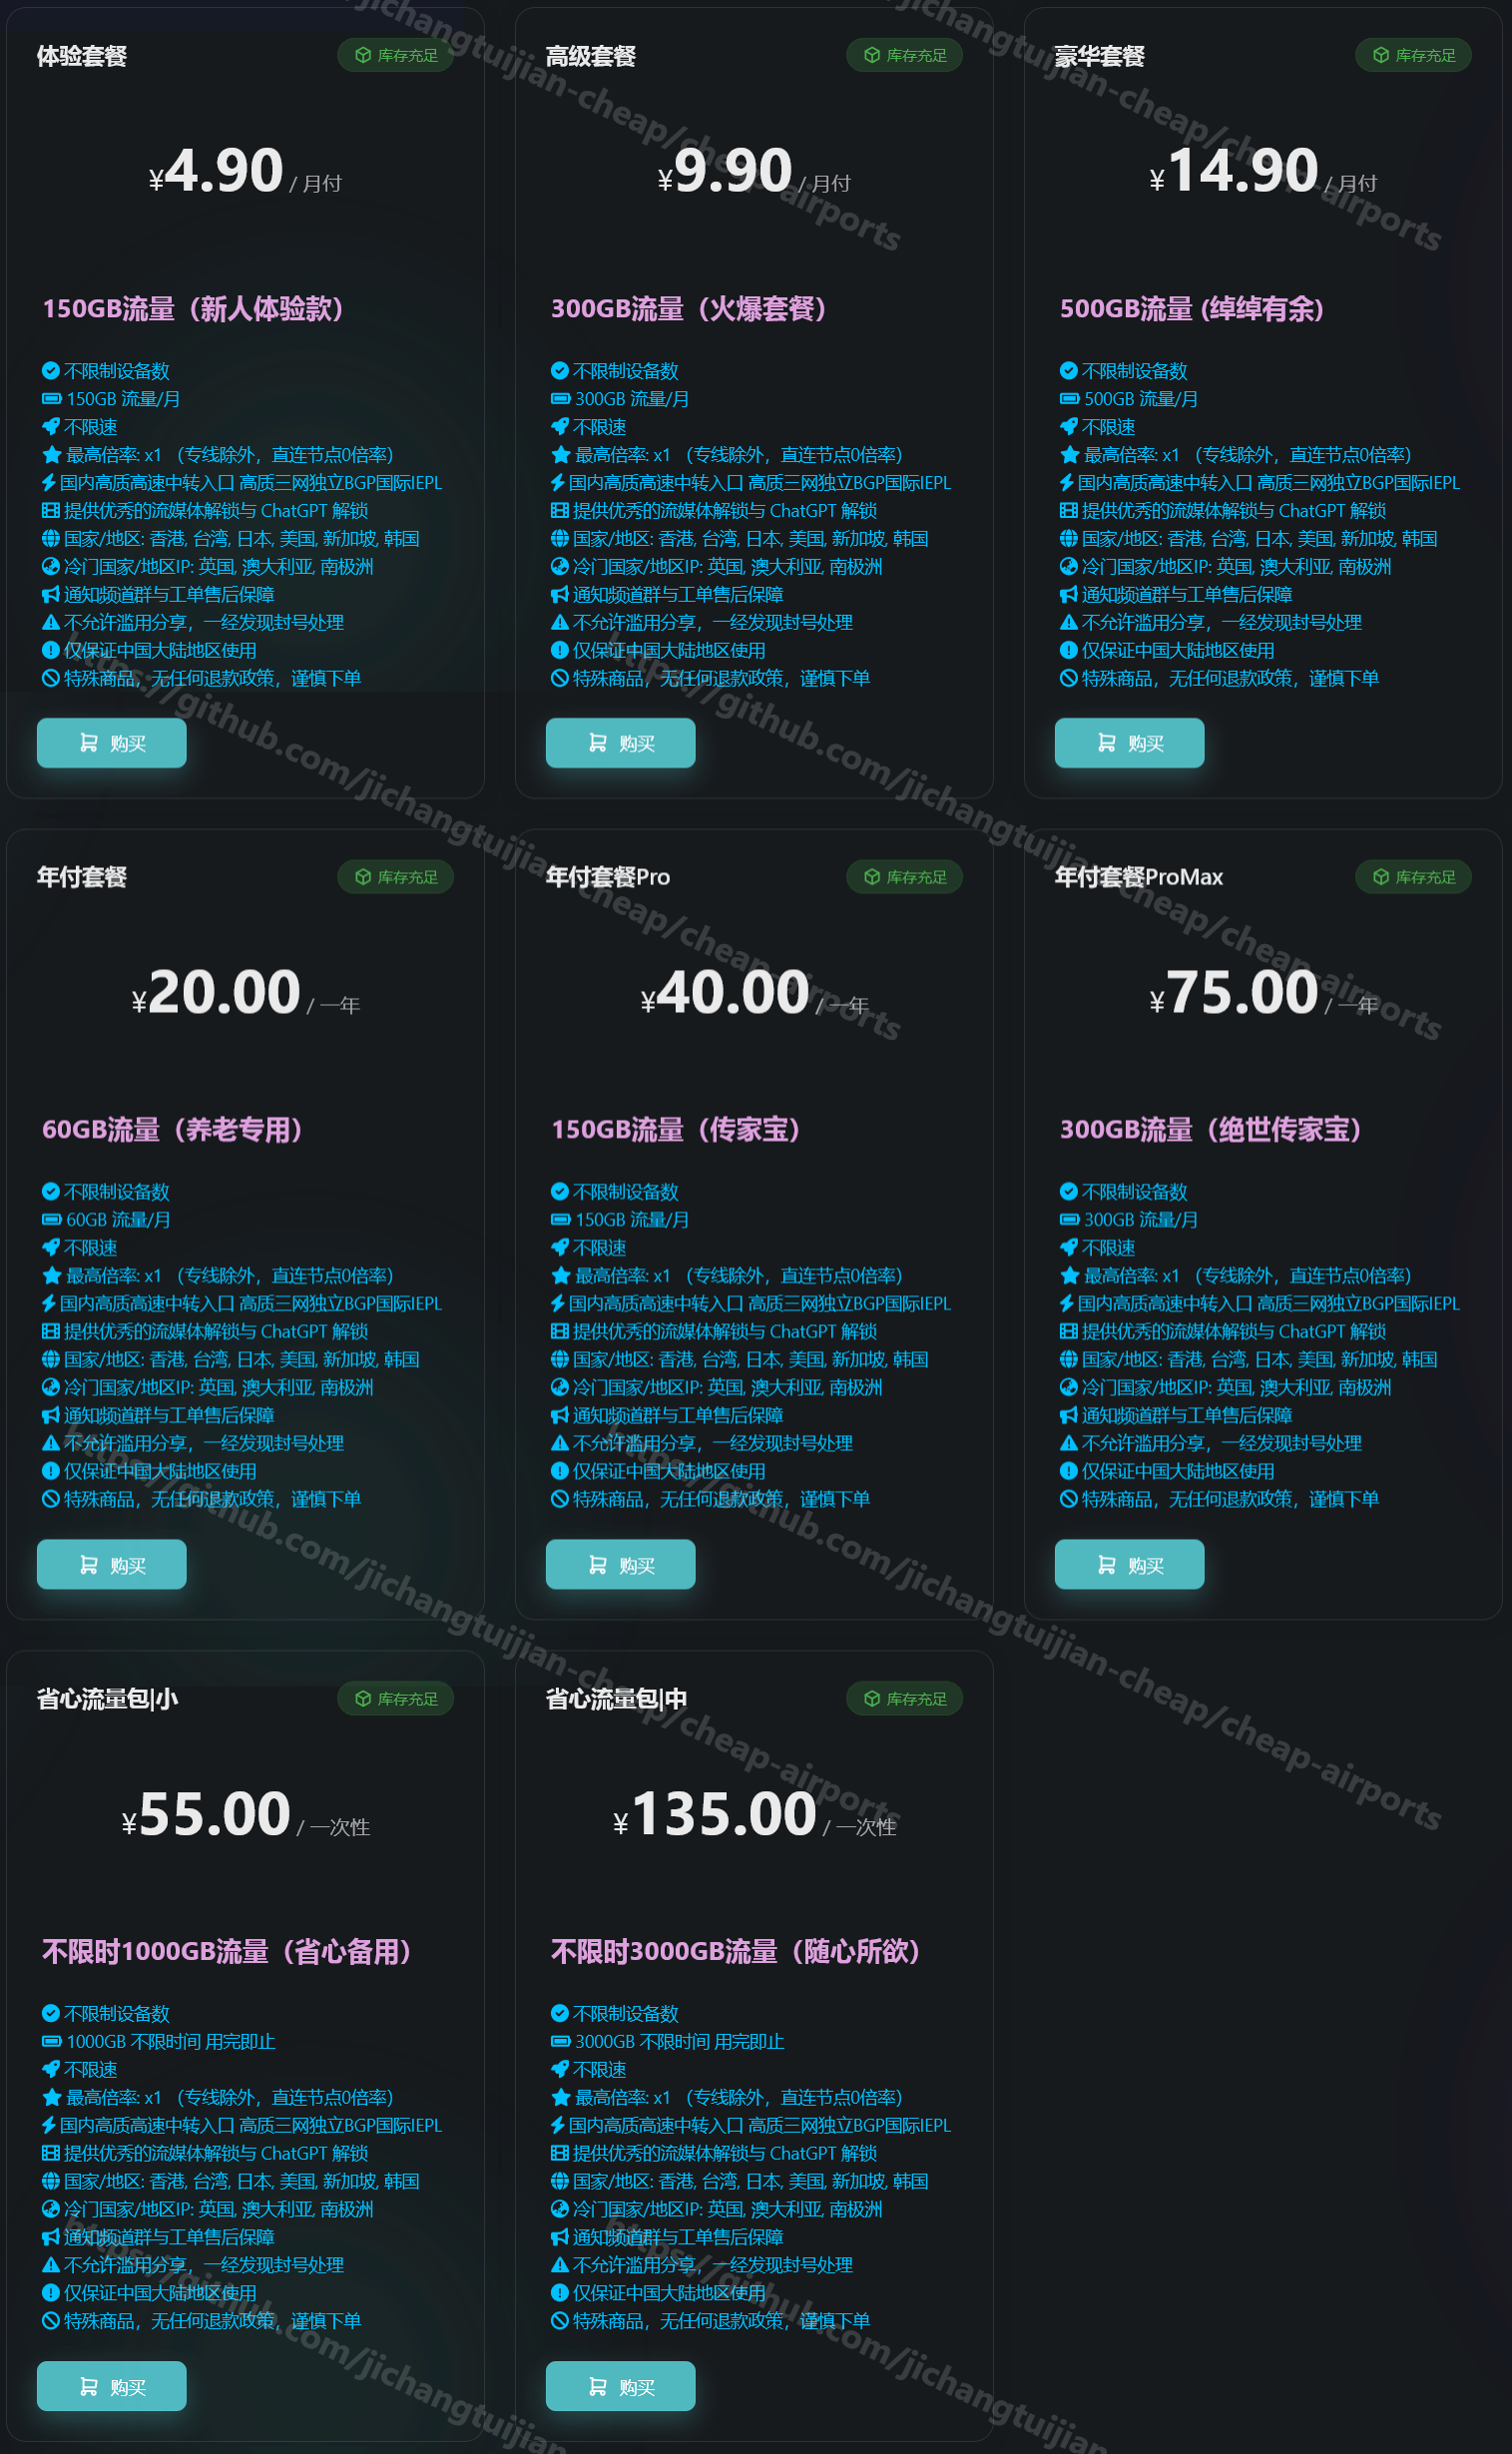 体验套餐
库存充足
¥4.90 / 月付
150GB流量（新人体验款）
不限制设备数
150GB 流量/月
不限速
最高倍率: x1 （专线除外，直连节点0倍率）
国内高质高速中转入口 高质三网独立BGP国际IEPL
提供优秀的流媒体解锁与 ChatGPT 解锁
国家/地区: 香港, 台湾, 日本, 美国, 新加坡, 韩国
冷门国家/地区IP: 英国, 澳大利亚, 南极洲
通知频道群与工单售后保障
不允许滥用分享，一经发现封号处理
仅保证中国大陆地区使用
特殊商品，无任何退款政策，谨慎下单
购买
高级套餐
库存充足
¥9.90 / 月付
300GB流量（火爆套餐）
不限制设备数
300GB 流量/月
不限速
最高倍率: x1 （专线除外，直连节点0倍率）
国内高质高速中转入口 高质三网独立BGP国际IEPL
提供优秀的流媒体解锁与 ChatGPT 解锁
国家/地区: 香港, 台湾, 日本, 美国, 新加坡, 韩国
冷门国家/地区IP: 英国, 澳大利亚, 南极洲
通知频道群与工单售后保障
不允许滥用分享，一经发现封号处理
仅保证中国大陆地区使用
特殊商品，无任何退款政策，谨慎下单
购买
豪华套餐
库存充足
¥14.90 / 月付
500GB流量 (绰绰有余)
不限制设备数
500GB 流量/月
不限速
最高倍率: x1 （专线除外，直连节点0倍率）
国内高质高速中转入口 高质三网独立BGP国际IEPL
提供优秀的流媒体解锁与 ChatGPT 解锁
国家/地区: 香港, 台湾, 日本, 美国, 新加坡, 韩国
冷门国家/地区IP: 英国, 澳大利亚, 南极洲
通知频道群与工单售后保障
不允许滥用分享，一经发现封号处理
仅保证中国大陆地区使用
特殊商品，无任何退款政策，谨慎下单
购买
年付套餐
库存充足
¥20.00 / 一年
60GB流量（养老专用）
不限制设备数
60GB 流量/月
不限速
最高倍率: x1 （专线除外，直连节点0倍率）
国内高质高速中转入口 高质三网独立BGP国际IEPL
提供优秀的流媒体解锁与 ChatGPT 解锁
国家/地区: 香港, 台湾, 日本, 美国, 新加坡, 韩国
冷门国家/地区IP: 英国, 澳大利亚, 南极洲
通知频道群与工单售后保障
不允许滥用分享，一经发现封号处理
仅保证中国大陆地区使用
特殊商品，无任何退款政策，谨慎下单
购买
年付套餐Pro
库存充足
¥40.00 / 一年
150GB流量（传家宝）
不限制设备数
150GB 流量/月
不限速
最高倍率: x1 （专线除外，直连节点0倍率）
国内高质高速中转入口 高质三网独立BGP国际IEPL
提供优秀的流媒体解锁与 ChatGPT 解锁
国家/地区: 香港, 台湾, 日本, 美国, 新加坡, 韩国
冷门国家/地区IP: 英国, 澳大利亚, 南极洲
通知频道群与工单售后保障
不允许滥用分享，一经发现封号处理
仅保证中国大陆地区使用
特殊商品，无任何退款政策，谨慎下单
购买
年付套餐ProMax
库存充足
¥75.00 / 一年
300GB流量（绝世传家宝）
不限制设备数
300GB 流量/月
不限速
最高倍率: x1 （专线除外，直连节点0倍率）
国内高质高速中转入口 高质三网独立BGP国际IEPL
提供优秀的流媒体解锁与 ChatGPT 解锁
国家/地区: 香港, 台湾, 日本, 美国, 新加坡, 韩国
冷门国家/地区IP: 英国, 澳大利亚, 南极洲
通知频道群与工单售后保障
不允许滥用分享，一经发现封号处理
仅保证中国大陆地区使用
特殊商品，无任何退款政策，谨慎下单
购买
省心流量包|小
库存充足
¥55.00 / 一次性
不限时1000GB流量（省心备用）
不限制设备数
1000GB 不限时间 用完即止
不限速
最高倍率: x1 （专线除外，直连节点0倍率）
国内高质高速中转入口 高质三网独立BGP国际IEPL
提供优秀的流媒体解锁与 ChatGPT 解锁
国家/地区: 香港, 台湾, 日本, 美国, 新加坡, 韩国
冷门国家/地区IP: 英国, 澳大利亚, 南极洲
通知频道群与工单售后保障
不允许滥用分享，一经发现封号处理
仅保证中国大陆地区使用
特殊商品，无任何退款政策，谨慎下单
购买
省心流量包|中
库存充足
¥135.00 / 一次性
不限时3000GB流量（随心所欲）
不限制设备数
3000GB 不限时间 用完即止
不限速
最高倍率: x1 （专线除外，直连节点0倍率）
国内高质高速中转入口 高质三网独立BGP国际IEPL
提供优秀的流媒体解锁与 ChatGPT 解锁
国家/地区: 香港, 台湾, 日本, 美国, 新加坡, 韩国
冷门国家/地区IP: 英国, 澳大利亚, 南极洲
通知频道群与工单售后保障
不允许滥用分享，一经发现封号处理
仅保证中国大陆地区使用
特殊商品，无任何退款政策，谨慎下单
购买
/jichangtuijian-cheap/cheap-airports
/jichangtuijian-cheap/cheap-airports
https://github.com/jichangtuijian-cheap/cheap-airports
https://github.com/jichangtuijian-cheap/cheap-airports
https://github.com/jichangtuijian-cheap/cheap-airports
https://github.com/jichangtuijian-cheap/cheap-airports
https://github.com/jichangtuijian
https://github.com/jichangtuijian